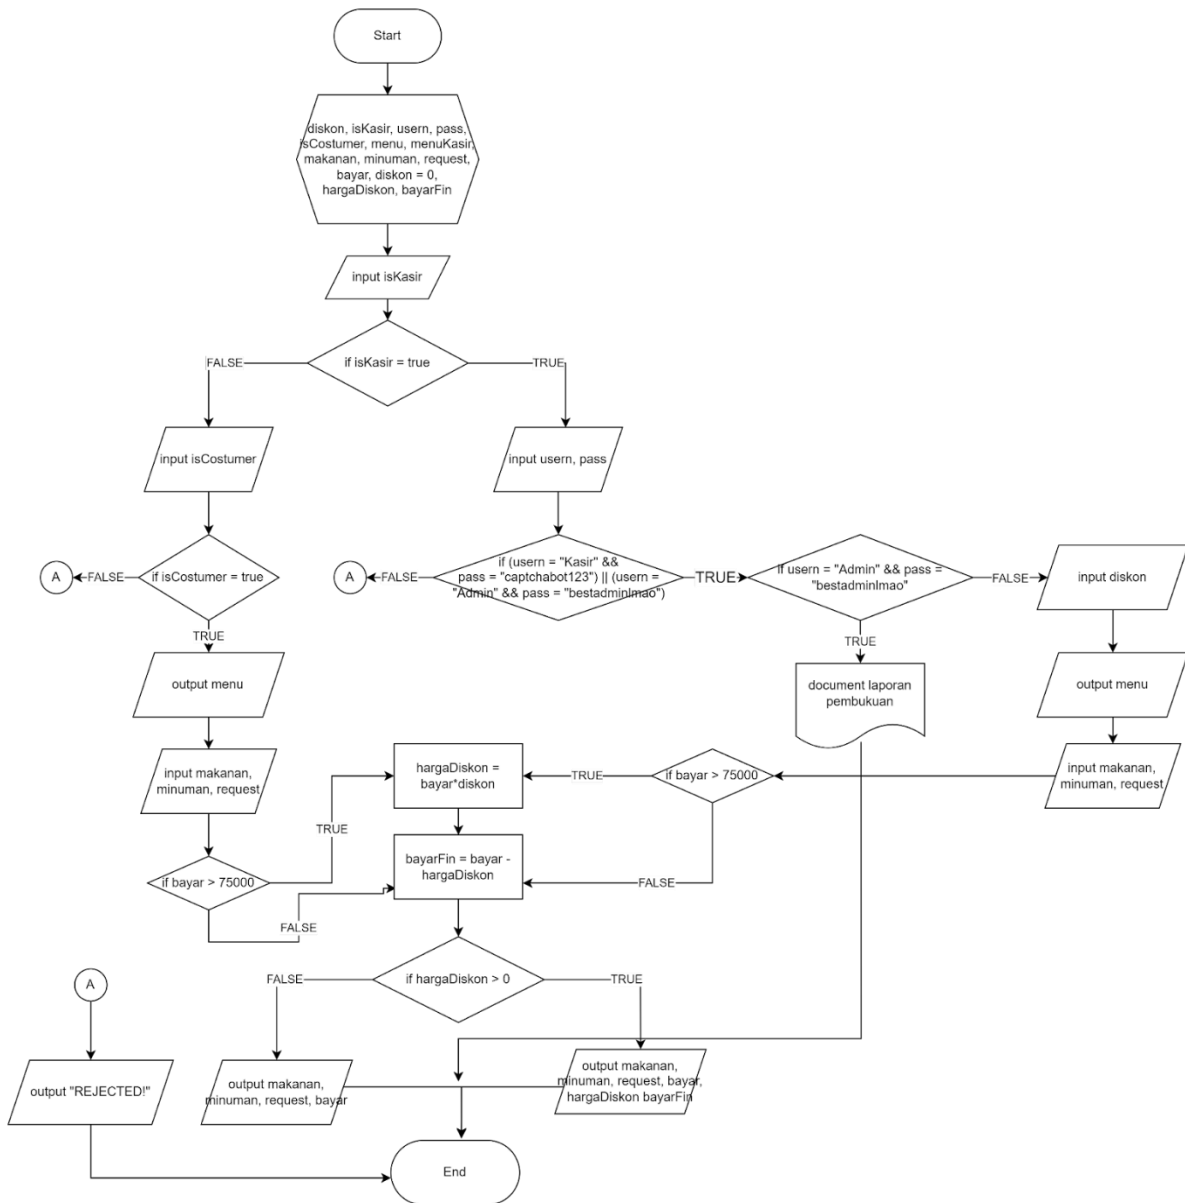 Start
diskon, isKasir, usern, pass,
isCostumer, menu, menuKasir,
makanan, minuman, request,
bayar, diskon = 0,
hargaDiskon, bayarFin
input isKasir
FALSE
if isKasir = true
TRUE
input isCostumer
input usern, pass
A
FALSE
if isCostumer = true
A
FALSE
if (usern = "Kasir" &&
pass = "captchabot123") || (usern =
"Admin" && pass = "bestadminlmao")
TRUE
if usern = "Admin" && pass =
"bestadminlmao"
FALSE
input diskon
TRUE
TRUE
output menu
document laporan
pembukuan
output menu
input makanan,
minuman, request
hargaDiskon =
bayar*diskon
TRUE
if bayar > 75000
input makanan,
minuman, request
TRUE
if bayar > 75000
bayarFin = bayar -
hargaDiskon
FALSE
FALSE
A
FALSE
if hargaDiskon > 0
TRUE
output "REJECTED!"
output makanan,
minuman, request, bayar
output makanan,
minuman, request, bayar,
hargaDiskon bayarFin
End